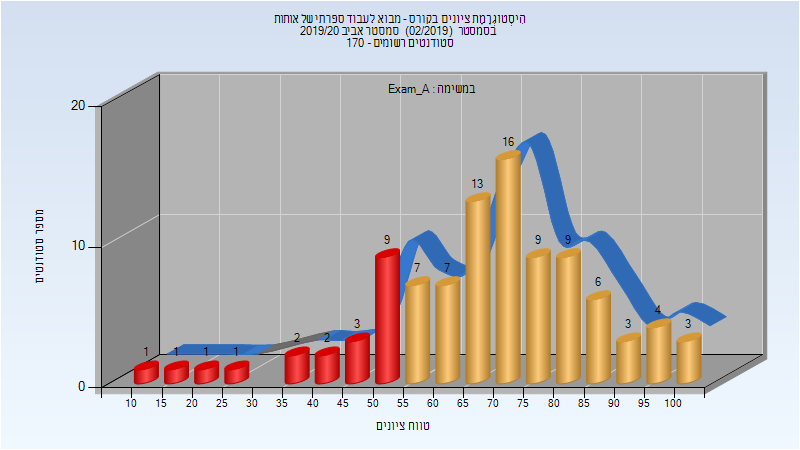 היסטוגרמת ציונים בקורס - מבוא לעבוד ספרתי של אותות
בסמסטר (02/2019) סמסטר אביב 2019/20
סטודנטים רשומים - 170
במשימה : Exam_A
מספר סטודנטים
20
10
0
1 1 1 1 2 2 3 9 7 7 13 16 9 9 6 3 4 3
10 15 20 25 30 35 40 45 50 55 60 65 70 75 80 85 90 95 100
טווח ציונים